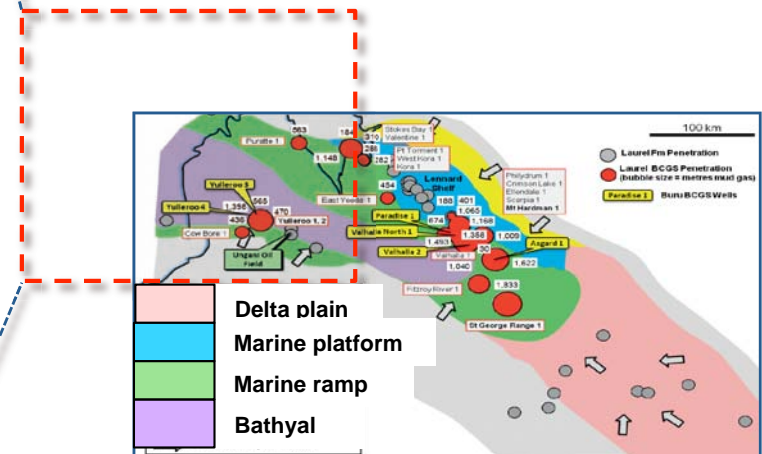 100 km
Laurel Fm Penetration
Laurel BCGS Penetration
(bubble size = metres mud gas)
Paradise 1
Buru BCGS Wells
563
184
310
Stokes Bay 1
Valentine 1
Puratte 1
288
282
1,148
Pt Torment 1
West Kora 1
Kora 1
Philydrum 1
Crimson Lake 1
Ellendale 1
Scarpia 1
Mt Hardman 1
Lennard
Shelf
484
East Yeeda 1
188
401
Yulleroo 3
565
1,356
470
Yulleroo 4
436
Yulleroo 1, 2
Cow Bore 1
Ungani Oil
Field
Paradise 1
674
1,065
1,168
Valhalla North 1
1,358
1,009
Asgard 1
1,493
30
Valhalla 2
Valhalla 1
1,040
1,622
Fitzroy River 1
1,833
St George Range 1
Delta plain
Marine platform
Marine ramp
Bathyal